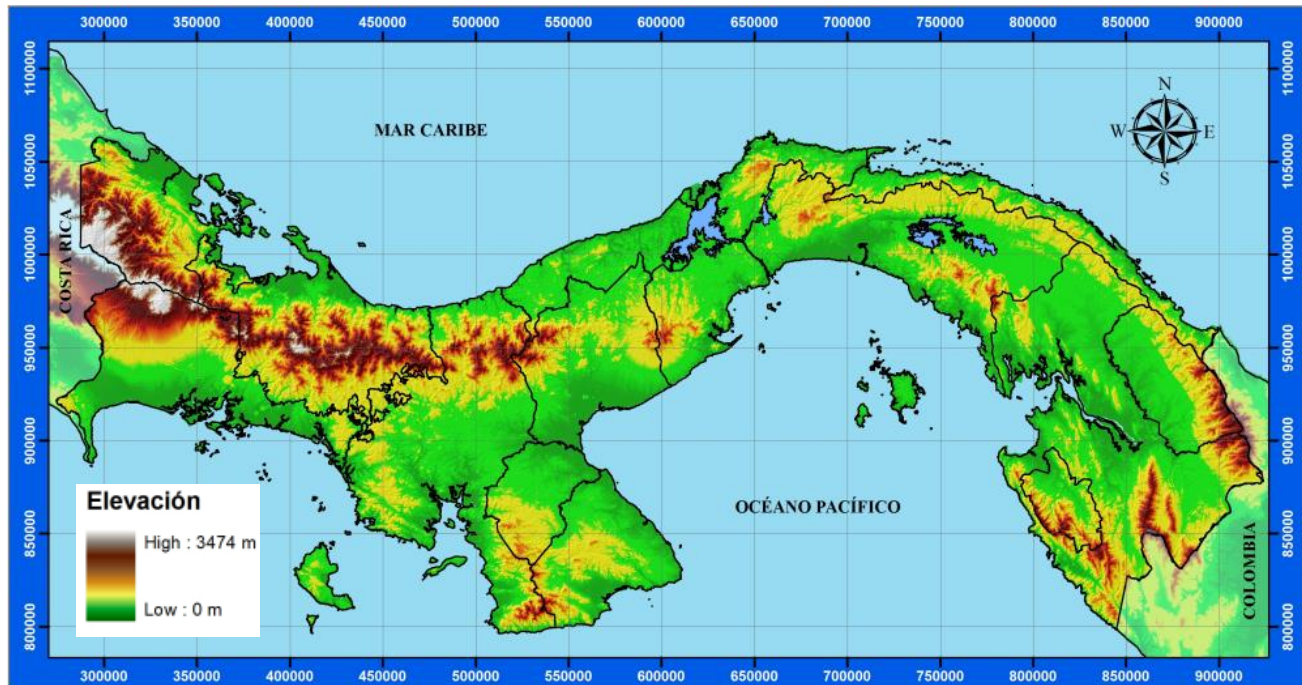 300000 350000 400000 450000 500000 550000 600000 650000 700000 750000 800000 850000 900000
1100000 1100000
N
MAR CARIBE
W E
S
1050000 1050000
COSTA RICA
1000000 1000000
950000 950000
900000 900000
Elevación
OCÉANO PACÍFICO
High : 3474 m
850000 850000
COLOMBIA
Low : 0 m
800000 800000
300000 350000 400000 450000 500000 550000 600000 650000 700000 750000 800000 850000 900000